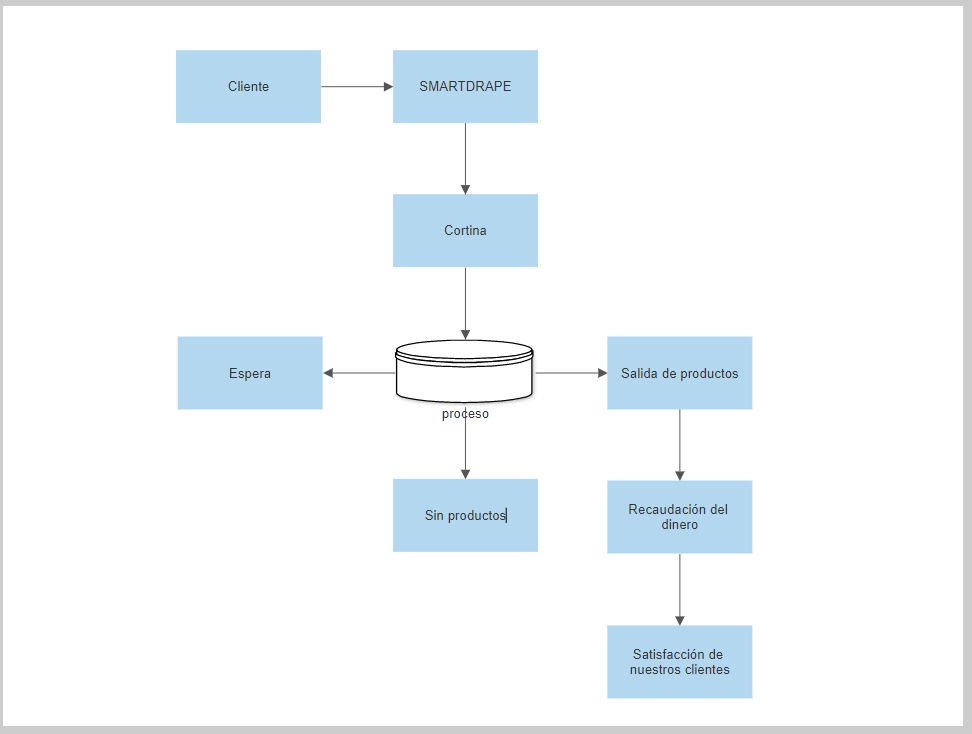 Cliente
SMARTDRAPE
Cortina
Espera
proceso
Salida de productos
Sin productos
Recaudación del
dinero
Satisfacción de
nuestros clientes